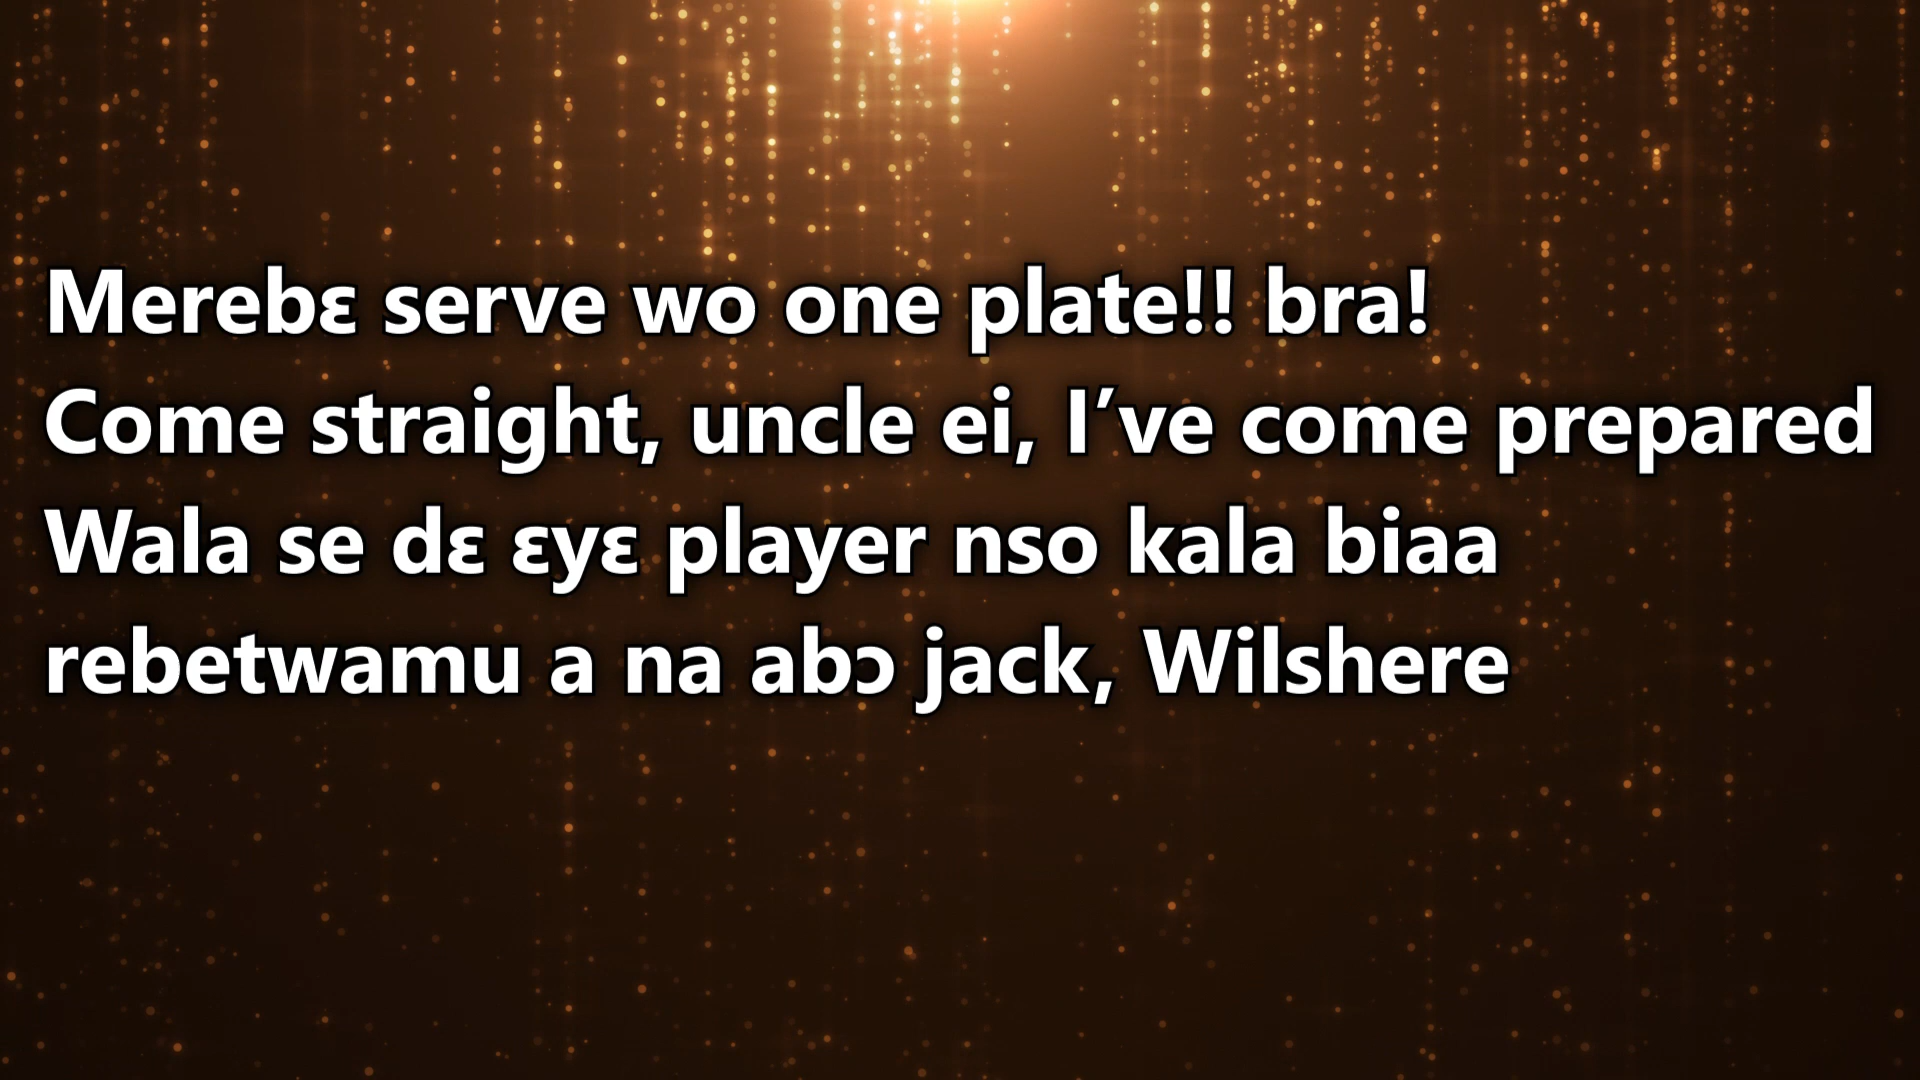 Merebɛ serve wo one plate!! bra!
Come straight, uncle ei, I’ve come prepared
Wala se dɛ ɛyɛ player nso kala biaa
rebetwamu a na abɔ jack, Wilshere